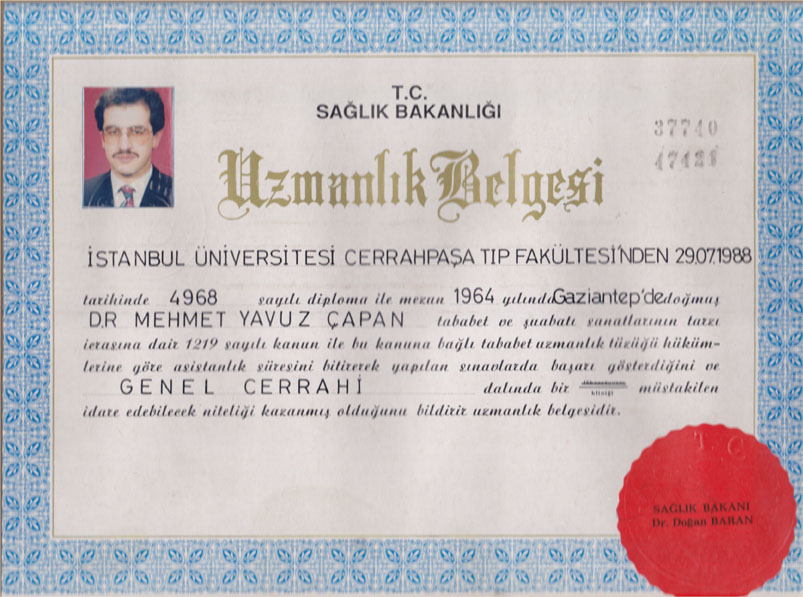 T.C.
SAĞLIK BAKANLIĞI
37740
47421
Uzmanlık Belgesi
İSTANBUL ÜNİVERSİTESİ CERRAHPAŞA TIP FAKÜLTESİ'NDEN 29.07.1988
tarihinde 4968 sayılı diploma ile mezun 1964 yılında Gaziantep'de doğmuş
D.R MEHMET YAVUZ ÇAPAN tababet ve şuabatı sanatlarının tarzı
icrasına dair 1219 sayılı kanun ile bu kanuna bağlı tababet uzmanlık tüzüğü hüküm-
lerine göre asistanlık süresini bitirerek yapılan sınavlarda başarı gösterdiğini ve
GENEL CERRAHİ dalında bir kliniği müstakilen
idare edebilecek niteliği kazanmış olduğunu bildirir uzmanlık belgesidir.
T C
SAĞLIK BAKANI
Dr. Doğan BARAN